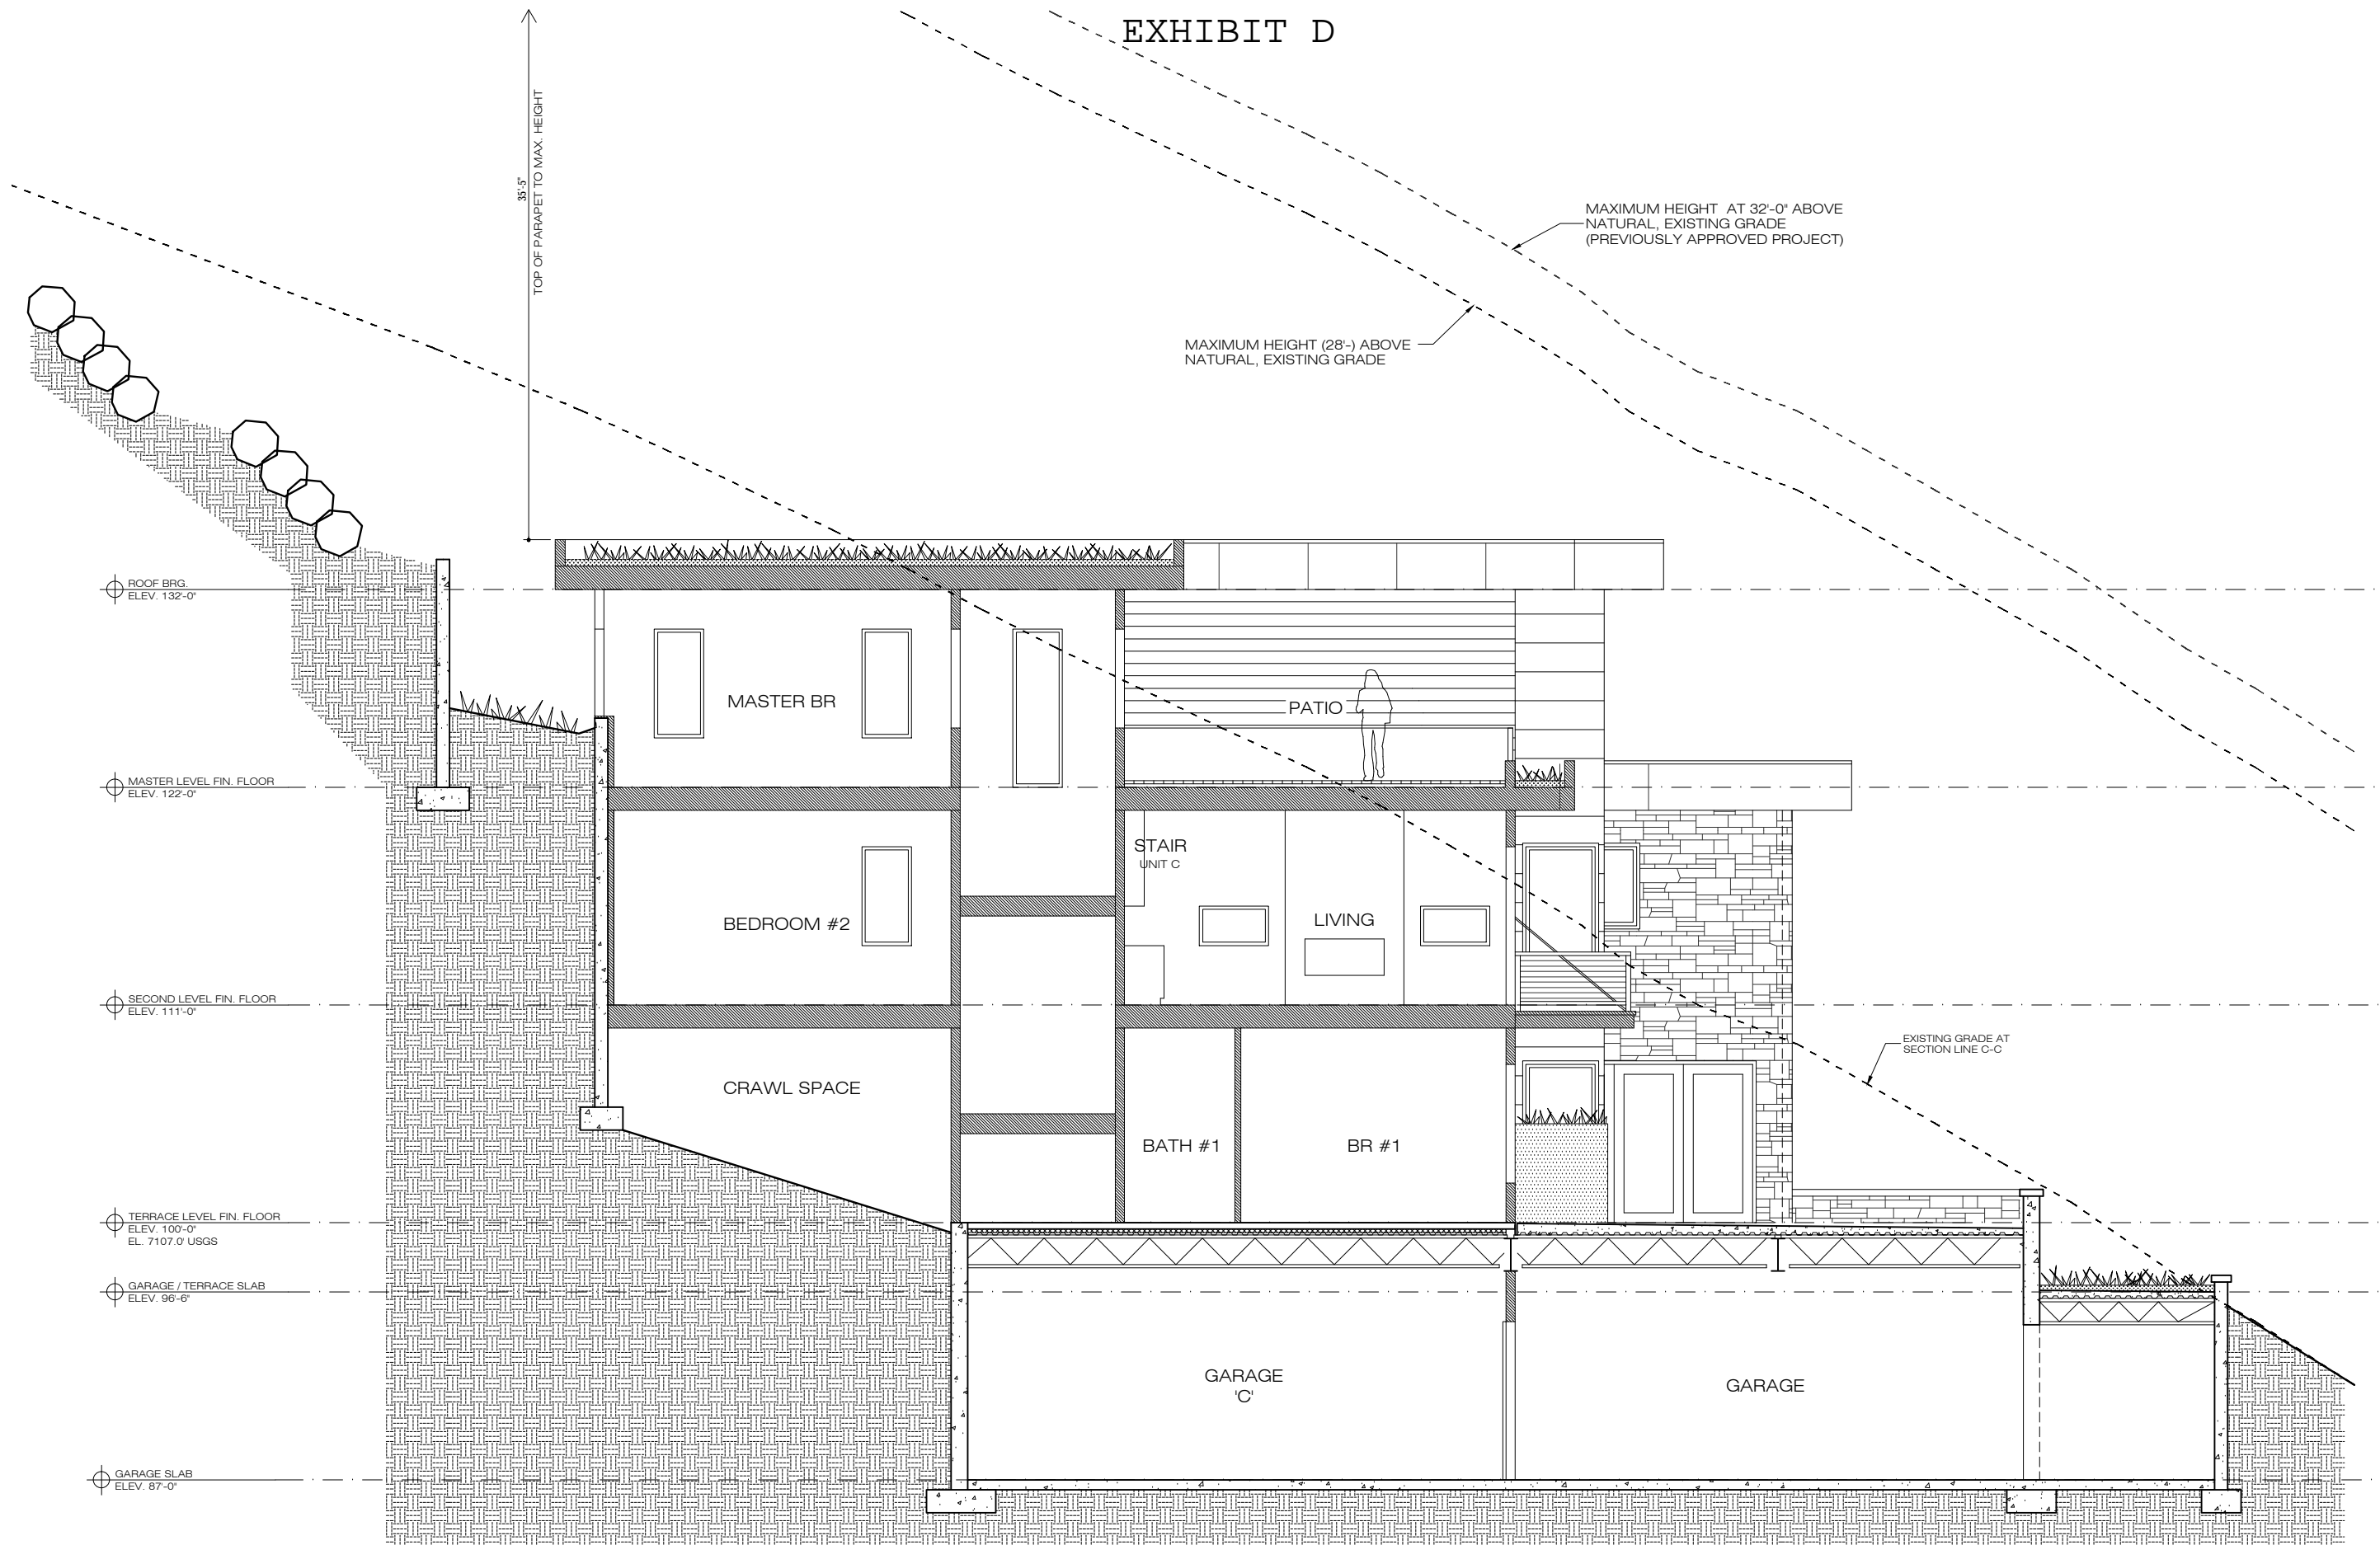 EXHIBIT D
35'-5"
TOP OF PARAPET TO MAX. HEIGHT
MAXIMUM HEIGHT  AT 32'-0" ABOVE
NATURAL, EXISTING GRADE
(PREVIOUSLY APPROVED PROJECT)
MAXIMUM HEIGHT (28'-) ABOVE
NATURAL, EXISTING GRADE
ROOF BRG.
ELEV. 132'-0"
MASTER BR
PATIO
MASTER LEVEL FIN. FLOOR
ELEV. 122'-0"
STAIR
UNIT C
BEDROOM #2
LIVING
SECOND LEVEL FIN. FLOOR
ELEV. 111'-0"
EXISTING GRADE AT
SECTION LINE C-C
CRAWL SPACE
BATH #1
BR #1
TERRACE LEVEL FIN. FLOOR
ELEV. 100'-0"
EL. 7107.0' USGS
GARAGE / TERRACE SLAB
ELEV. 96'-6"
GARAGE
'C'
GARAGE
GARAGE SLAB
ELEV. 87'-0"